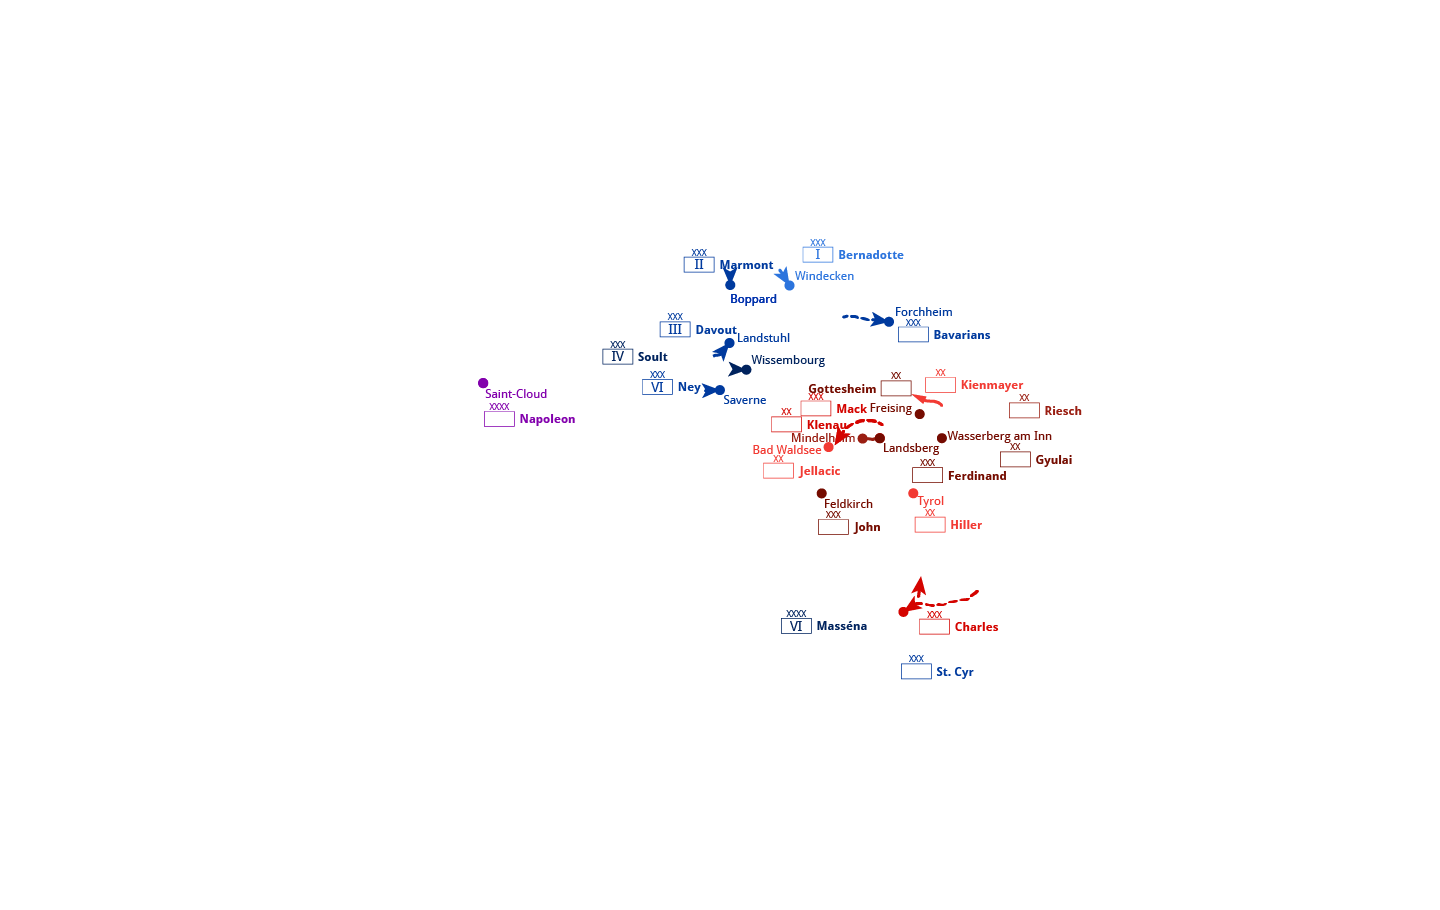 XXX
I Bernadotte
XXX
II Marmont
Windecken
Boppard
Forchheim
XXX
Bavarians
XXX
III Davout
Landstuhl
XXX
IV Soult
Wissembourg
XXX
VI Ney
Saverne
Saint-Cloud
XXXX
Napoleon
XX
Gottesheim
XX
Kienmayer
XXX
Mack
Freising
XX
Riesch
XX
Klenau
Mindelheim
Landsberg
Wasserberg am Inn
Bad Waldsee
XX
Jellacic
XX
Gyulai
XXX
Ferdinand
Feldkirch
XXX
John
Tyrol
XX
Hiller
XXXX
VI Masséna
XXX
Charles
XXX
St. Cyr